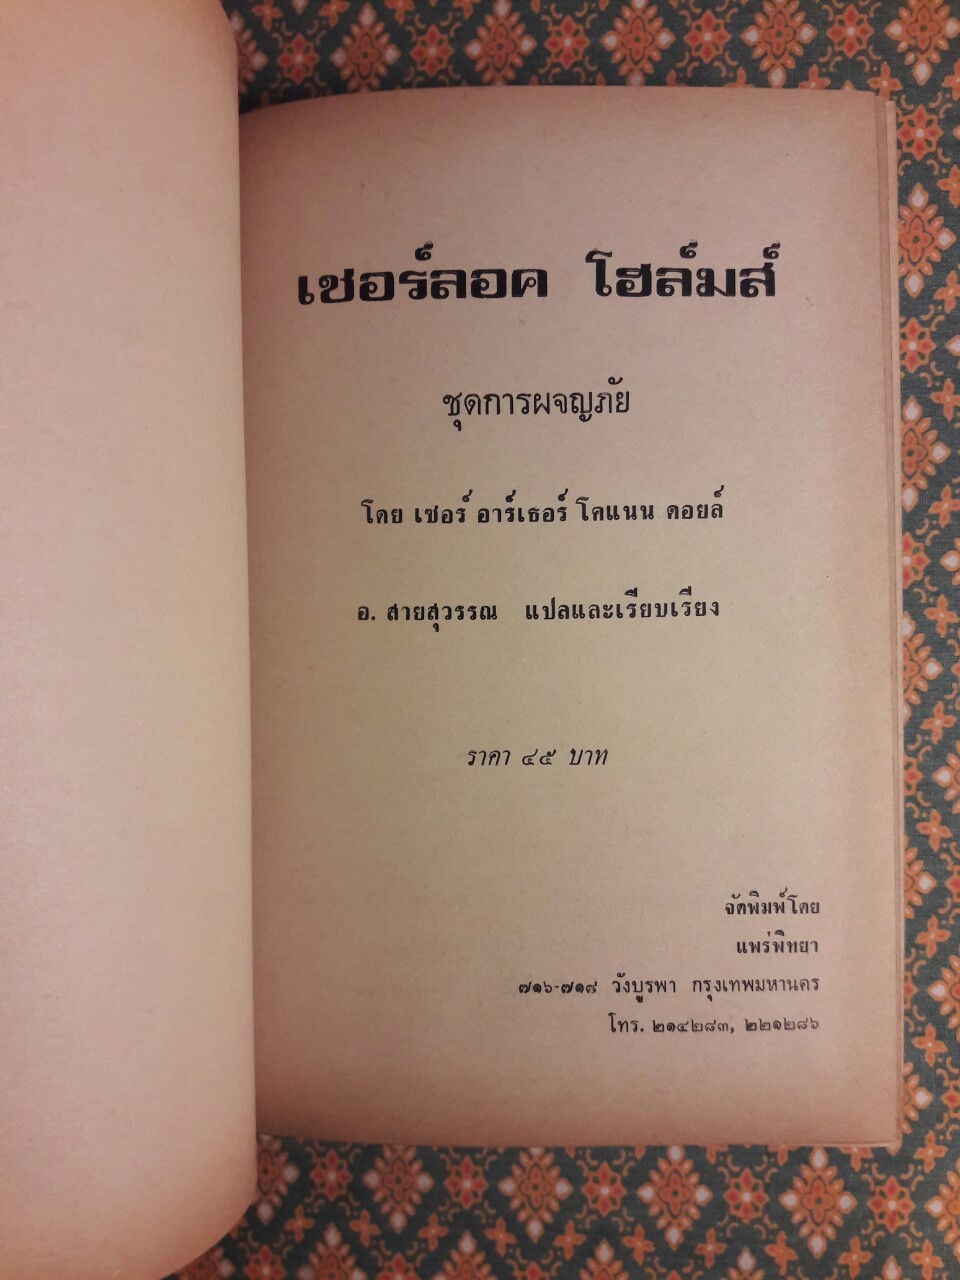 เชอร์ลอค โฮล์มส์
ชุดการผจญภัย
โดย เซอร์ อาร์เธอร์ โคแนน ดอยล์
อ. สายสุวรรณ แปลและเรียบเรียง
ราคา ๔๕ บาท
จัดพิมพ์โดย
แพร่พิทยา
๗๑๖-๗๑๘ วังบูรพา กรุงเทพมหานคร
โทร. ๒๑๔๒๘๓, ๒๒๑๒๘๖